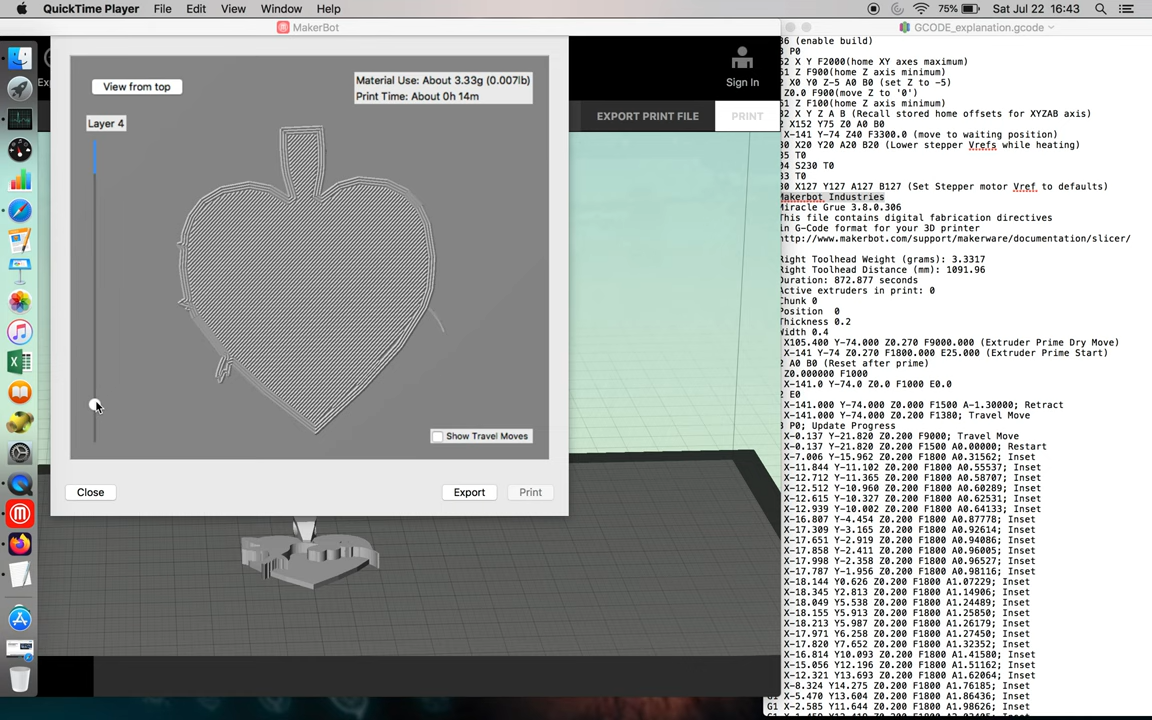 QuickTime Player File Edit View Window Help
75% Sat Jul 22 16:43
MakerBot
GCODE_explanation.gcode
View from top
Material Use: About 3.33g (0.007lb)
Print Time: About 0h 14m
Layer 4
Sign In
EXPORT PRINT FILE
PRINT
Show Travel Moves
Close
Export
Print
36 (enable build)
P0
52 X Y F2000(home XY axes maximum)
51 Z F900(home Z axis minimum)
X0 Y0 Z-5 A0 B0 (set Z to -5)
Z0.0 F900(move Z to '0')
51 Z F100(home Z axis minimum)
32 X Y Z A B (Recall stored home offsets for XYZAB axis)
X152 Y75 Z0 A0 B0
X-141 Y-74 Z40 F3300.0 (move to waiting position)
30 X20 Y20 A20 B20 (Lower stepper Vrefs while heating)
35 T0
04 S230 T0
33 T0
30 X127 Y127 A127 B127 (Set Stepper motor Vref to defaults)
Makerbot Industries
Miracle Grue 3.8.0.306
This file contains digital fabrication directives
in G-Code format for your 3D printer
http://www.makerbot.com/support/makerware/documentation/slicer/
Right Toolhead Weight (grams): 3.3317
Right Toolhead Distance (mm): 1091.96
Duration: 872.877 seconds
Active extruders in print: 0
Chunk 0
Position 0
Thickness 0.2
Width 0.4
X105.400 Y-74.000 Z0.270 F9000.000 (Extruder Prime Dry Move)
X-141 Y-74 Z0.270 F1800.000 E25.000 (Extruder Prime Start)
A0 B0 (Reset after prime)
Z0.000000 F1000
X-141.0 Y-74.0 Z0.0 F1000 E0.0
E0
X-141.000 Y-74.000 Z0.000 F1500 A-1.30000; Retract
X-141.000 Y-74.000 Z0.000 F1380; Travel Move
P0; Update Progress
X-0.137 Y-21.820 Z0.200 F9000; Travel Move
X-0.137 Y-21.820 Z0.200 F1500 A0.00000; Restart
X-7.006 Y-15.962 Z0.200 F1800 A0.31562; Inset
X-11.844 Y-11.102 Z0.200 F1800 A0.55537; Inset
X-12.712 Y-11.365 Z0.200 F1800 A0.58707; Inset
X-12.512 Y-10.960 Z0.200 F1800 A0.60289; Inset
X-12.615 Y-10.327 Z0.200 F1800 A0.62531; Inset
X-12.939 Y-10.002 Z0.200 F1800 A0.64133; Inset
X-16.807 Y-4.454 Z0.200 F1800 A0.87778; Inset
X-17.309 Y-3.165 Z0.200 F1800 A0.92614; Inset
X-17.651 Y-2.919 Z0.200 F1800 A0.94086; Inset
X-17.858 Y-2.411 Z0.200 F1800 A0.96005; Inset
X-17.998 Y-2.358 Z0.200 F1800 A0.96527; Inset
X-17.787 Y-1.956 Z0.200 F1800 A0.98116; Inset
X-18.144 Y0.626 Z0.200 F1800 A1.07229; Inset
X-18.345 Y2.813 Z0.200 F1800 A1.14906; Inset
X-18.049 Y5.538 Z0.200 F1800 A1.24489; Inset
X-18.155 Y5.913 Z0.200 F1800 A1.25850; Inset
X-18.213 Y5.987 Z0.200 F1800 A1.26179; Inset
X-17.971 Y6.258 Z0.200 F1800 A1.27450; Inset
X-17.820 Y7.652 Z0.200 F1800 A1.32352; Inset
X-16.814 Y10.093 Z0.200 F1800 A1.41580; Inset
X-15.056 Y12.196 Z0.200 F1800 A1.51162; Inset
X-12.321 Y13.693 Z0.200 F1800 A1.62064; Inset
X-8.324 Y14.275 Z0.200 F1800 A1.76185; Inset
G1 X-5.470 Y13.604 Z0.200 F1800 A1.86436; Inset
G1 X-2.585 Y11.644 Z0.200 F1800 A1.98626; Inset